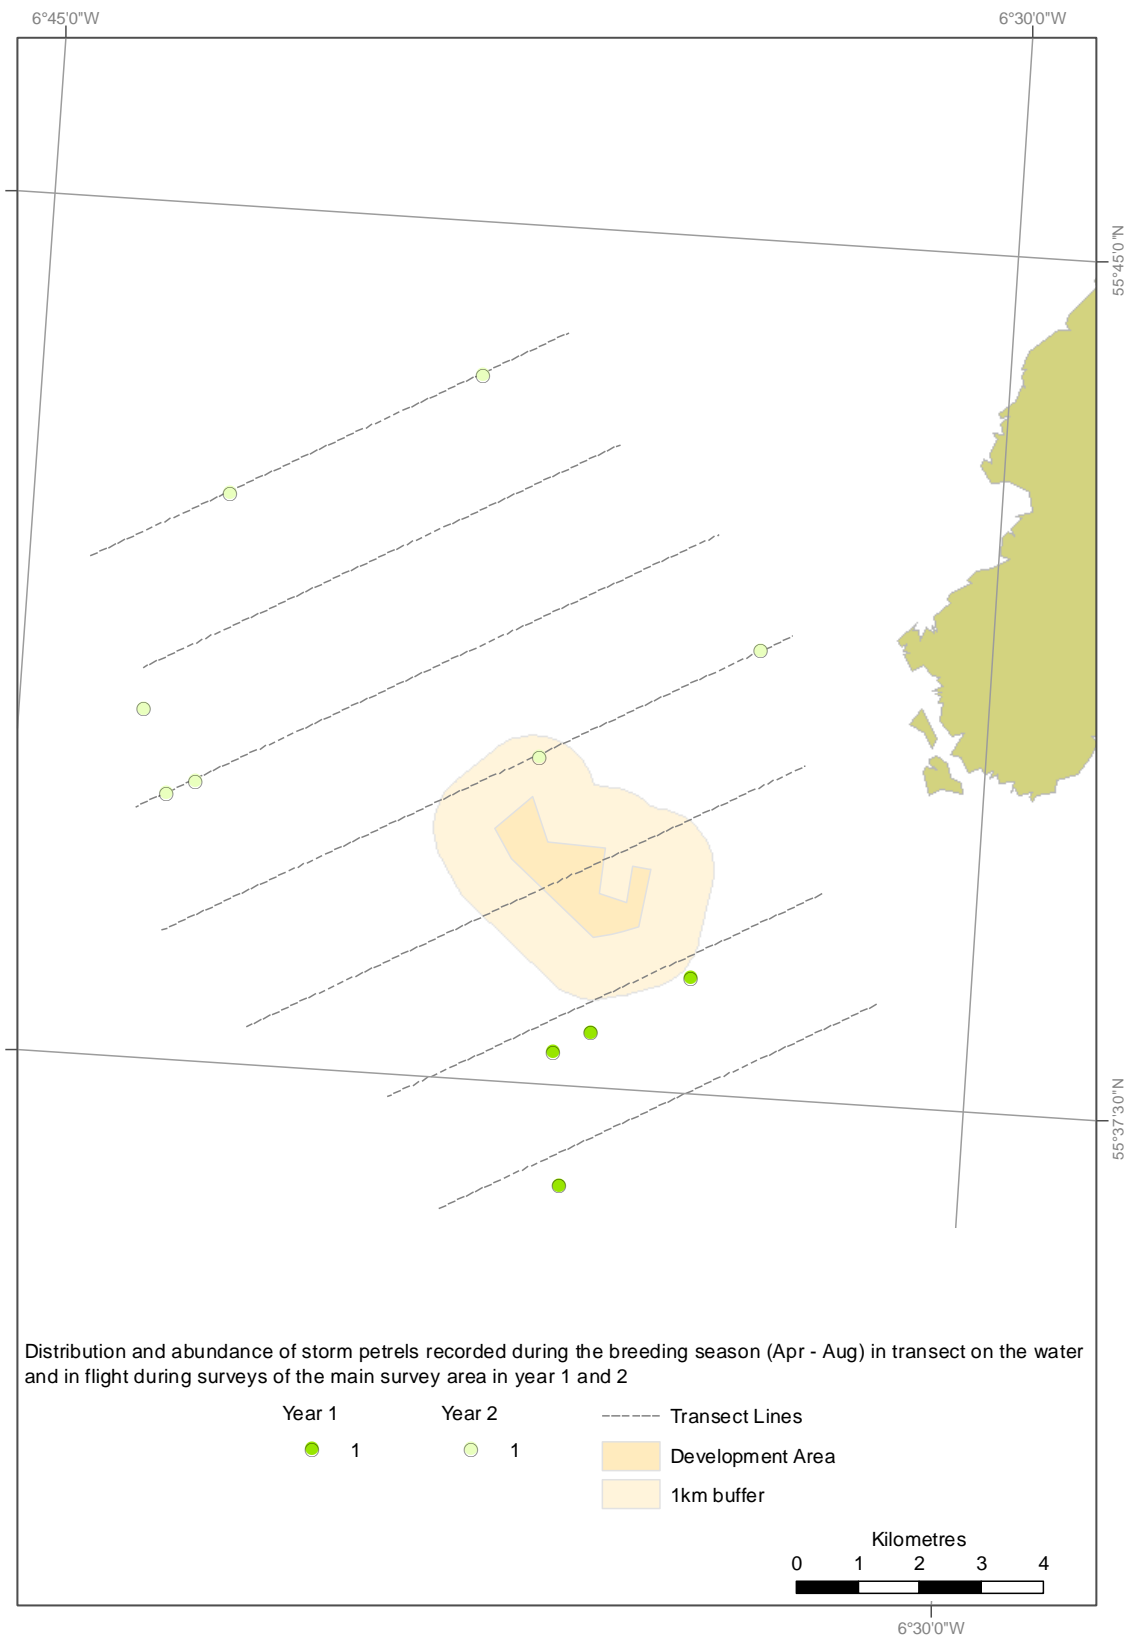 6°45'0"W
6°30'0"W
55°45'0"N
55°37'30"N
Distribution and abundance of storm petrels recorded during the breeding season (Apr - Aug) in transect on the water
and in flight during surveys of the main survey area in year 1 and 2
Year 1
Year 2
1
1
Transect Lines
Development Area
1km buffer
Kilometres
0 1 2 3 4
6°30'0"W